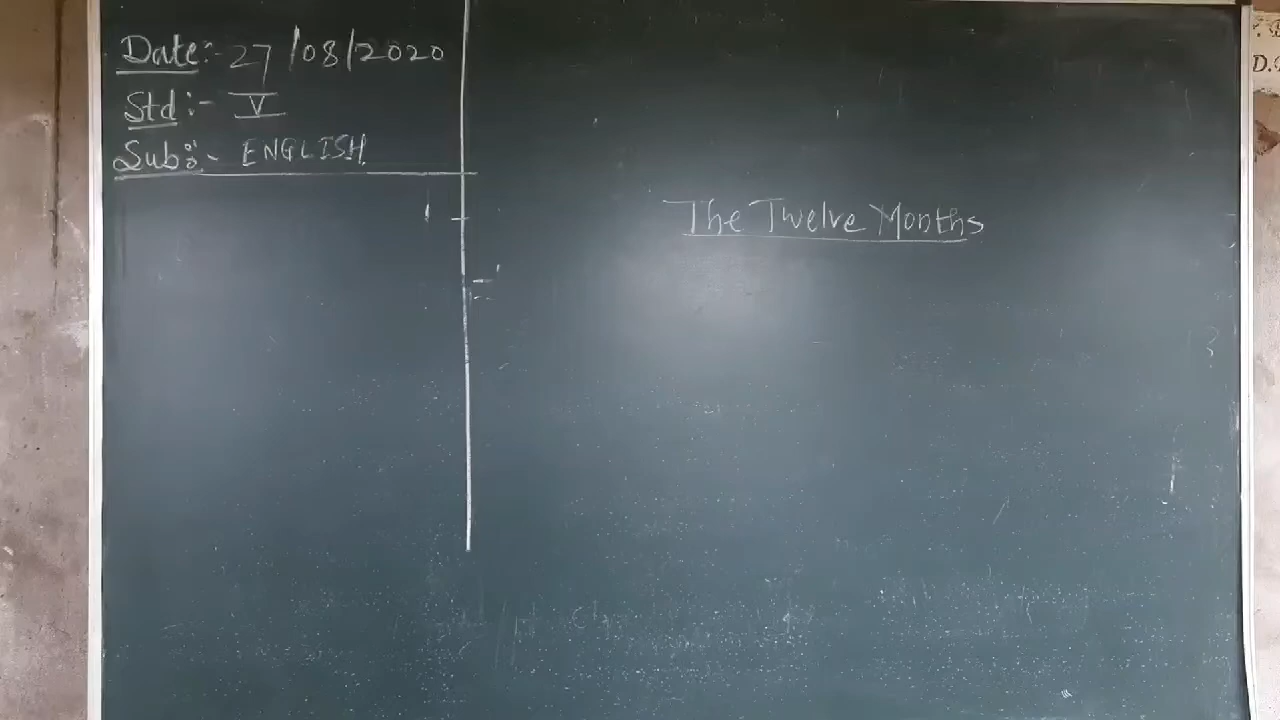 Date:- 27/08/2020
Std:- V
Sub:- ENGLISH
The Twelve Months